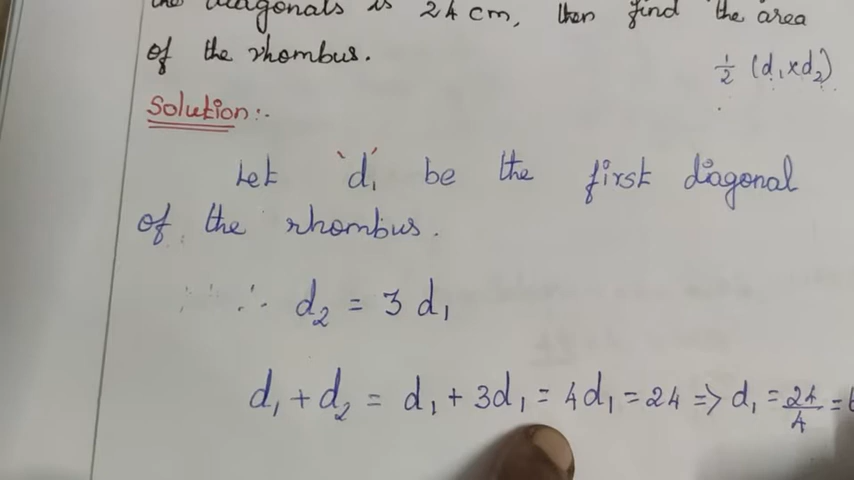 the diagonals is 24 cm, then find the area
of the rhombus.
½ (d₁×d₂)
Solution:-
Let 'd₁' be the first diagonal
of the rhombus.
∴ d₂ = 3 d₁
d₁ + d₂ = d₁ + 3d₁ = 4d₁ = 24 => d₁ = 24/4 = 6